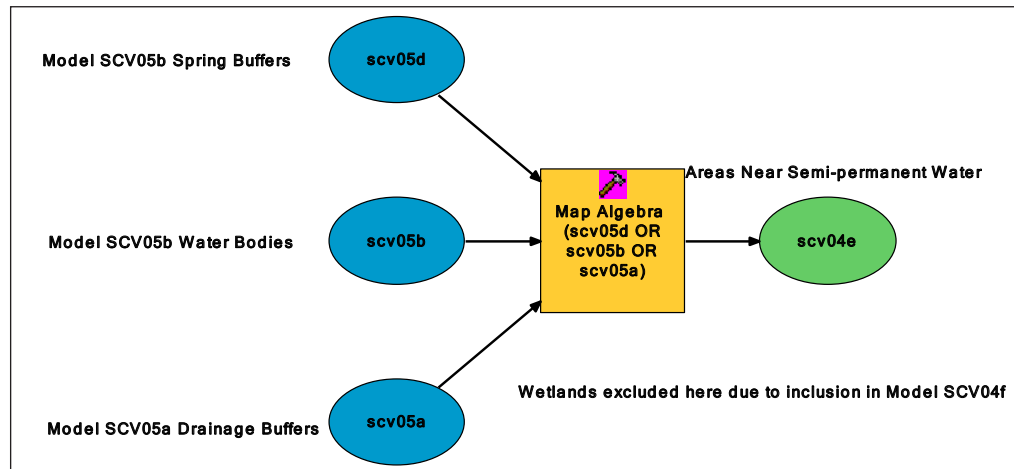 Model SCV05b Spring Buffers
scv05d
Areas Near Semi-permanent Water
Map Algebra
(scv05d OR
scv05b OR
scv05a)
Model SCV05b Water Bodies
scv05b
scv04e
Wetlands excluded here due to inclusion in Model SCV04f
Model SCV05a Drainage Buffers
scv05a